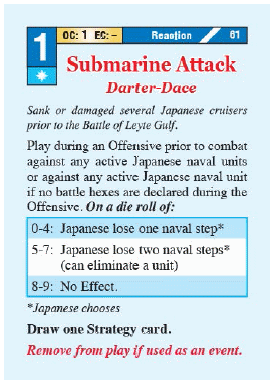 1
OC: 1 EC: –
Reaction
61
Submarine Attack
Darter-Dace
Sank or damaged several Japanese cruisers
prior to the Battle of Leyte Gulf.
Play during an Offensive prior to combat
against any active Japanese naval units
or against any active Japanese naval unit
if no battle hexes are declared during the
Offensive. On a die roll of:
0-4: Japanese lose one naval step*
5-7: Japanese lose two naval steps*
(can eliminate a unit)
8-9: No Effect.
*Japanese chooses
Draw one Strategy card.
Remove from play if used as an event.